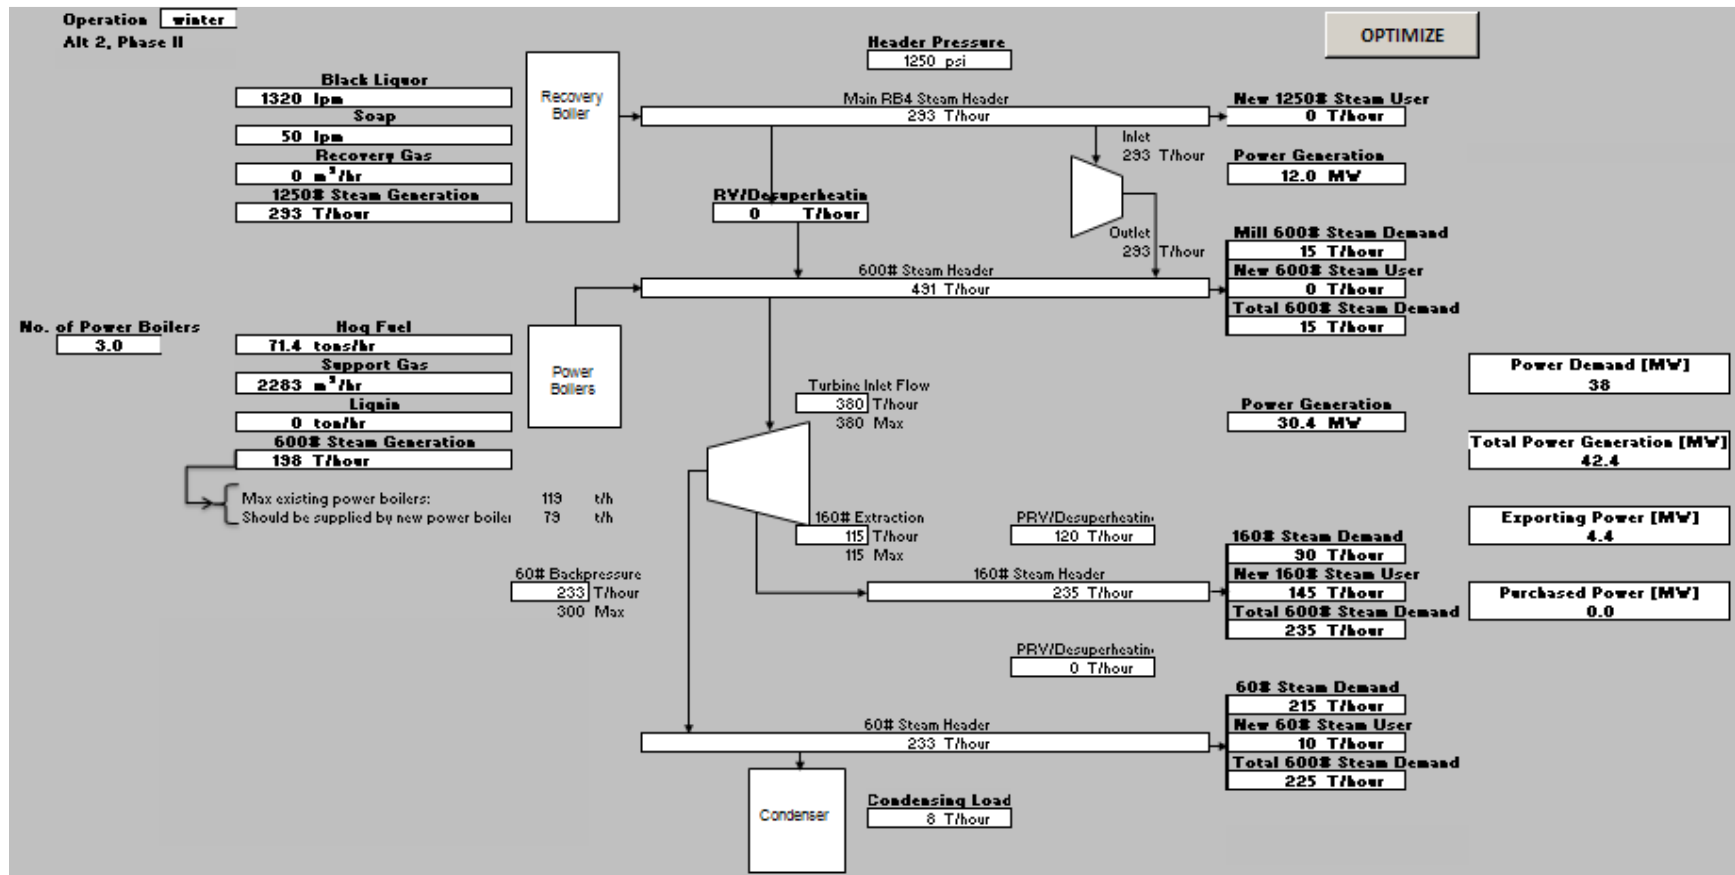 Operation winter
Alt 2, Phase II
OPTIMIZE
Header Pressure
1250 psi
Black Liquor
1320 lpm
Soap
50 lpm
Recovery Gas
0 m³/hr
1250# Steam Generation
293 T/hour
Recovery
Boiler
Main RB4 Steam Header
293 T/hour
New 1250# Steam User
0 T/hour
Inlet
293 T/hour
Power Generation
12.0 MW
RV/Desuperheatin
0 T/hour
Outlet
293 T/hour
Mill 600# Steam Demand
15 T/hour
New 600# Steam User
0 T/hour
Total 600# Steam Demand
15 T/hour
600# Steam Header
491 T/hour
No. of Power Boilers
3.0
Hog Fuel
71.4 tons/hr
Support Gas
2283 m³/hr
Lignin
0 ton/hr
600# Steam Generation
198 T/hour
Power
Boilers
Max existing power boilers: 119 t/h
Should be supplied by new power boiler 79 t/h
Turbine Inlet Flow
380 T/hour
380 Max
Power Generation
30.4 MW
Power Demand [MW]
38
Total Power Generation [MW]
42.4
Exporting Power [MW]
4.4
Purchased Power [MW]
0.0
160# Extraction
115 T/hour
115 Max
PRV/Desuperheating
120 T/hour
60# Backpressure
233 T/hour
300 Max
160# Steam Header
235 T/hour
160# Steam Demand
90 T/hour
New 160# Steam User
145 T/hour
Total 600# Steam Demand
235 T/hour
PRV/Desuperheating
0 T/hour
60# Steam Header
233 T/hour
60# Steam Demand
215 T/hour
New 60# Steam User
10 T/hour
Total 600# Steam Demand
225 T/hour
Condenser
Condensing Load
8 T/hour